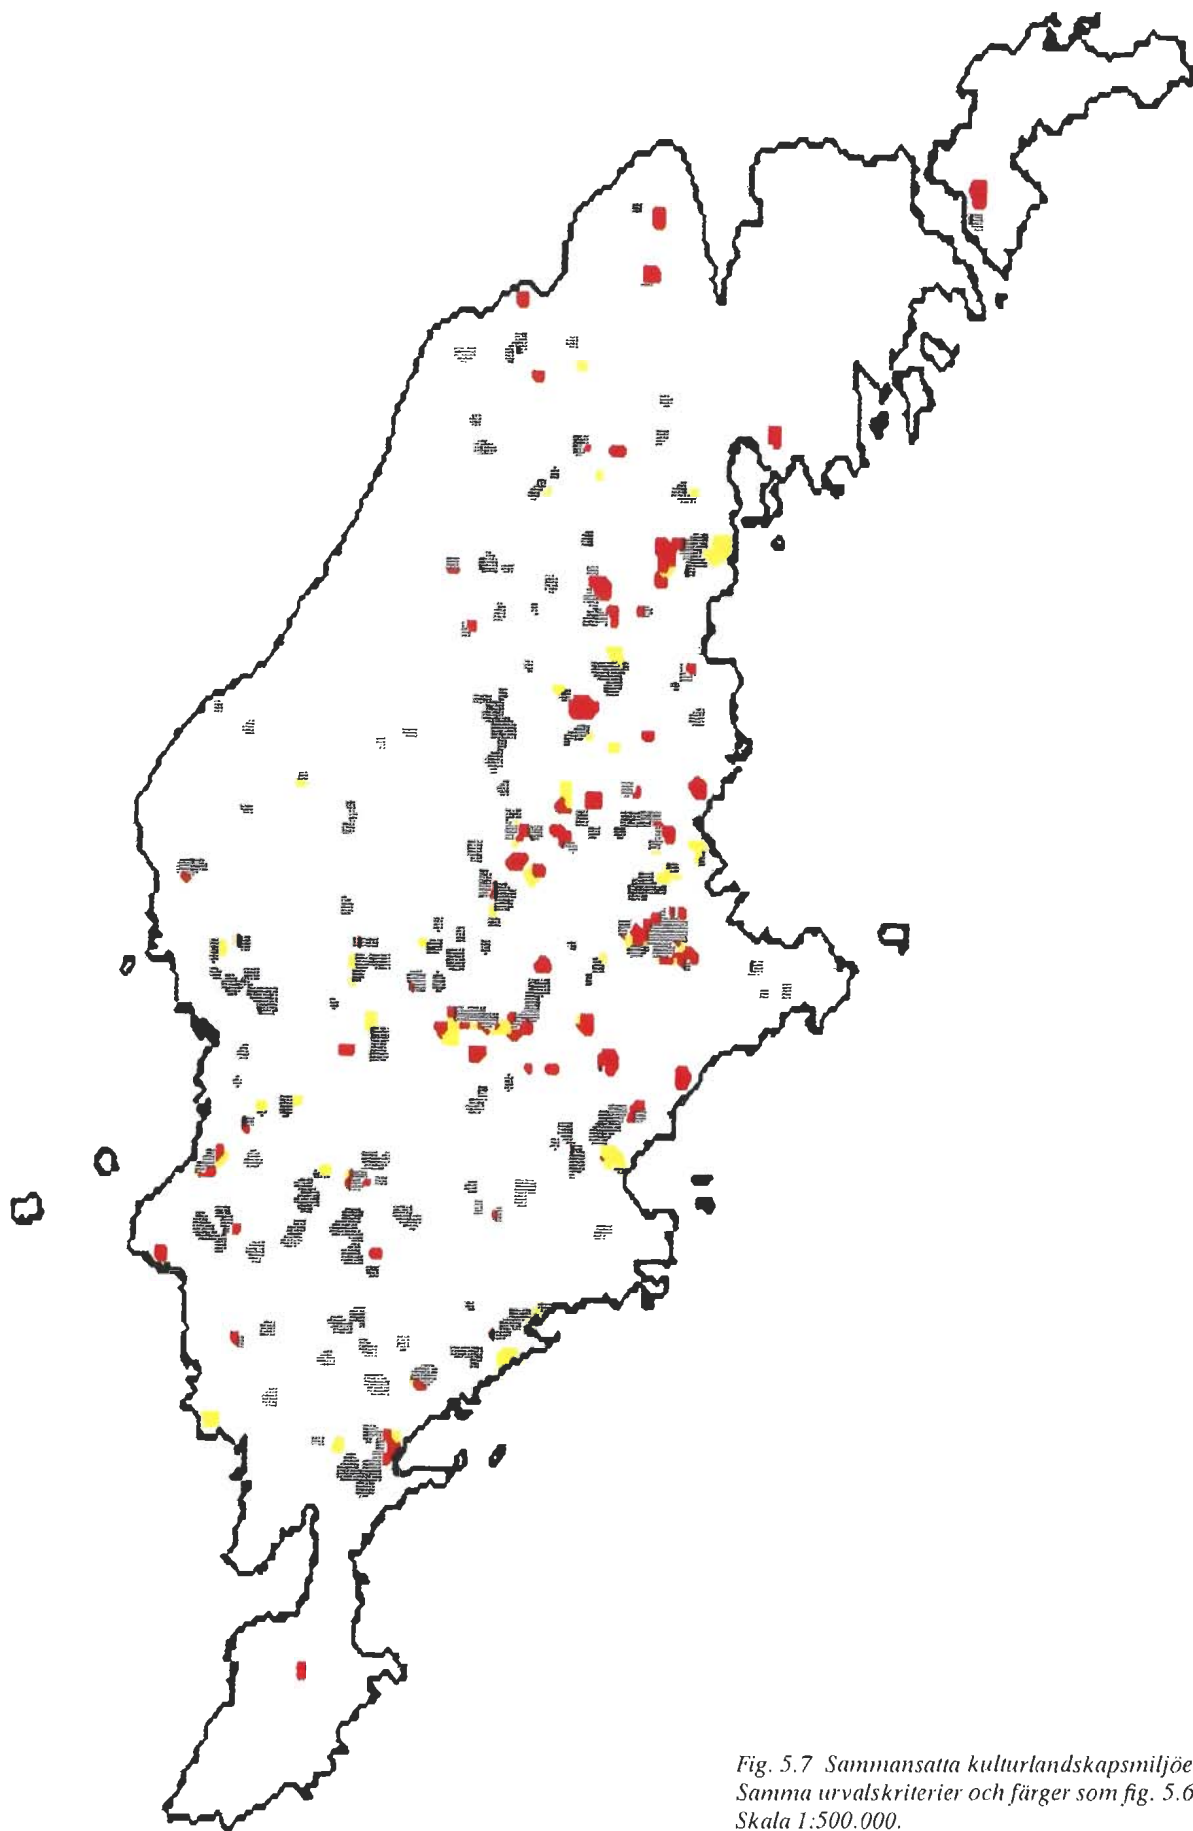 Fig. 5.7 Sammansatta kulturlandskapsmiljöe
Samma urvalskriterier och färger som fig. 5.6
Skala 1:500.000.